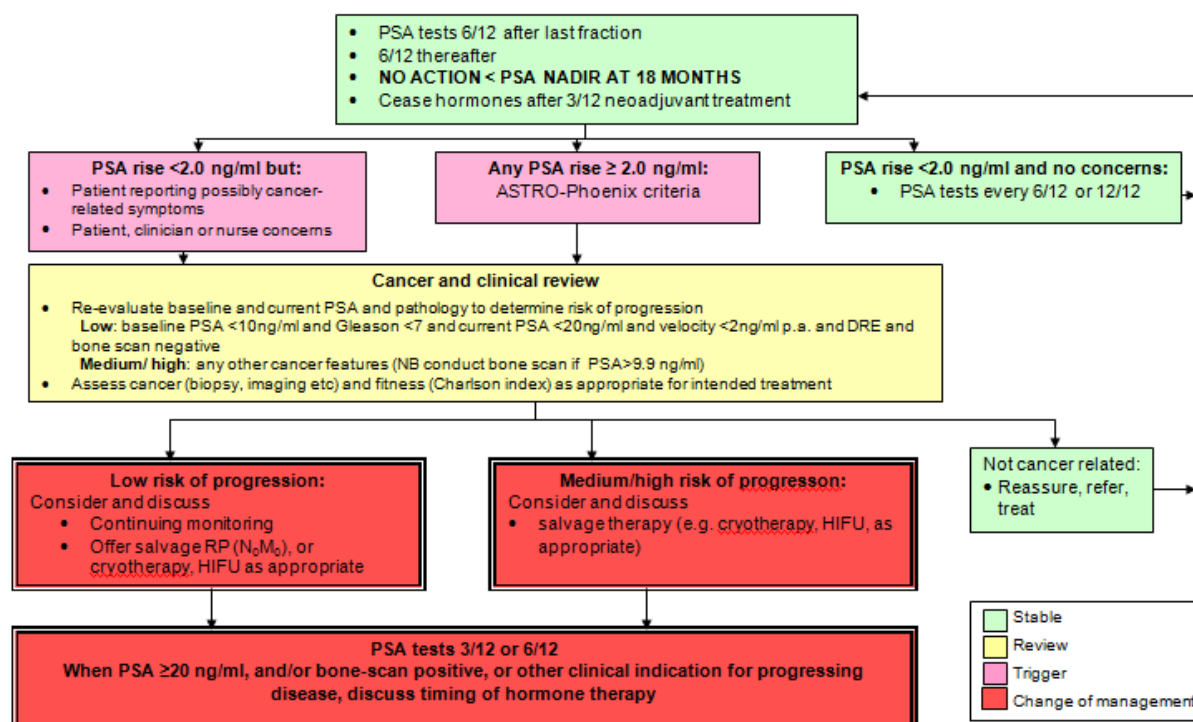 • PSA tests 6/12 after last fraction
• 6/12 thereafter
• NO ACTION < PSA NADIR AT 18 MONTHS
• Cease hormones after 3/12 neoadjuvant treatment
PSA rise <2.0 ng/ml but:
• Patient reporting possibly cancer-
related symptoms
• Patient, clinician or nurse concerns
Any PSA rise ≥ 2.0 ng/ml:
ASTRO-Phoenix criteria
PSA rise <2.0 ng/ml and no concerns:
• PSA tests every 6/12 or 12/12
Cancer and clinical review
• Re-evaluate baseline and current PSA and pathology to determine risk of progression
Low: baseline PSA <10ng/ml and Gleason <7 and current PSA <20ng/ml and velocity <2ng/ml p.a. and DRE and
bone scan negative
Medium/ high: any other cancer features (NB conduct bone scan if PSA>9.9 ng/ml)
• Assess cancer (biopsy, imaging etc) and fitness (Charlson index) as appropriate for intended treatment
Low risk of progression:
Consider and discuss
• Continuing monitoring
• Offer salvage RP (N₀M₀), or
cryotherapy, HIFU as appropriate
Medium/high risk of progresson:
Consider and discuss
• salvage therapy (e.g. cryotherapy, HIFU, as
appropriate)
Not cancer related:
• Reassure, refer,
treat
PSA tests 3/12 or 6/12
When PSA ≥20 ng/ml, and/or bone-scan positive, or other clinical indication for progressing
disease, discuss timing of hormone therapy
Stable
Review
Trigger
Change of management